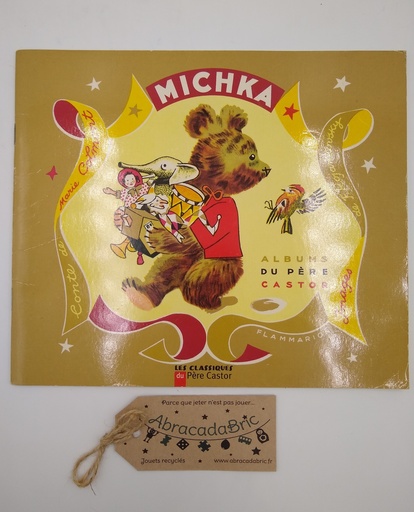 MICHKA
Conte de Marie Colmont
Images de F. Rojankovsky
ALBUMS
DU PÈRE
CASTOR
FLAMMARION
LES CLASSIQUES
du Père Castor
Parce que jeter n'est pas jouer...
AbracadaBric
Jouets recyclés
www.abracadabric.fr